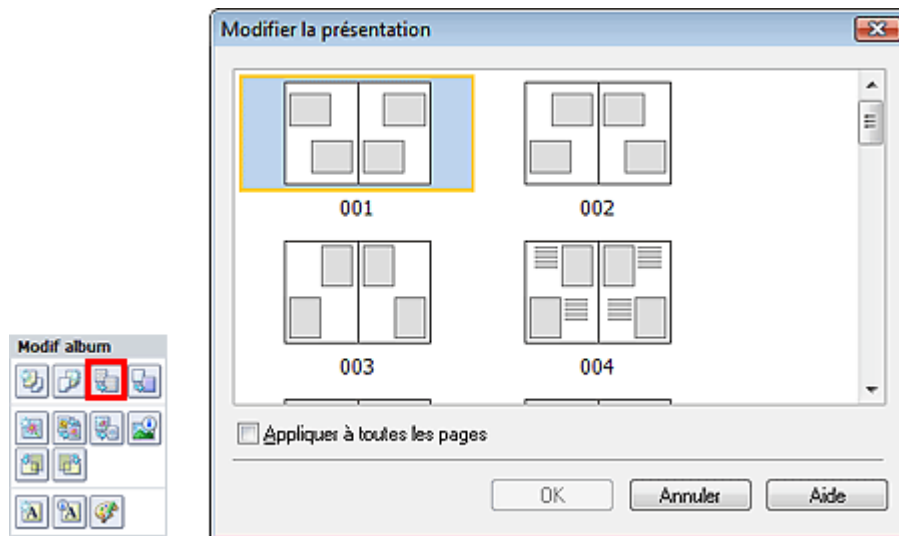 Modifier la présentation
001
002
003
004
Appliquer à toutes les pages
OK
Annuler
Aide
Modif album
A
A